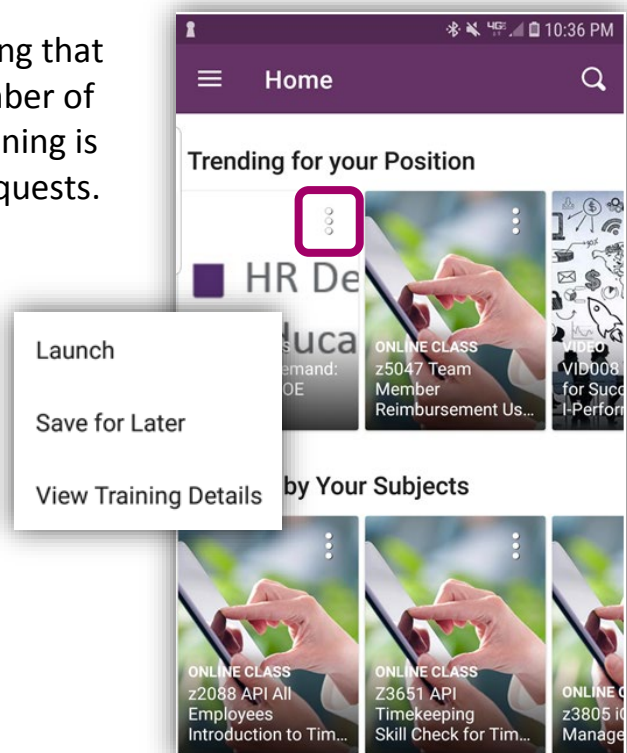 ng that
ber of
ning is
quests.
10:36 PM
Home
Trending for your Position
HR De
uca
emand:
OE
ONLINE CLASS
z5047 Team
Member
Reimbursement Us...
VIDEO
VID008
for Succ
I-Perfor
Launch
Save for Later
View Training Details
by Your Subjects
ONLINE CLASS
z2088 API All
Employees
Introduction to Tim...
ONLINE CLASS
Z3651 API
Timekeeping
Skill Check for Tim...
ONLINE C
z3805 iC
Manage